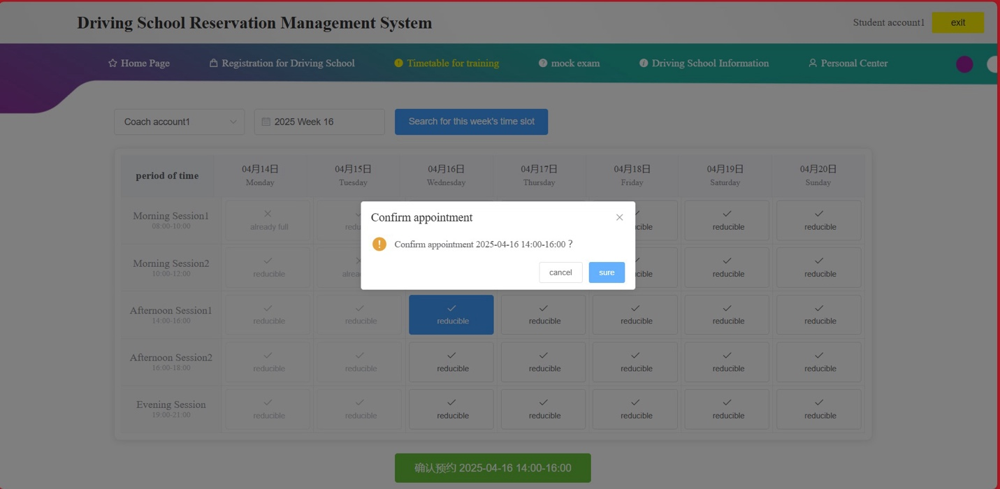 Driving School Reservation Management System
Student account1 exit
Home Page Registration for Driving School Timetable for training mock exam Driving School Information Personal Center
Coach account1 2025 Week 16 Search for this week's time slot
period of time 04月14日 04月15日 04月16日 04月17日 04月18日 04月19日 04月20日
Monday Tuesday Wednesday Thursday Friday Saturday Sunday
Morning Session1
08:00-10:00
already full reducible reducible
Morning Session2
10:00-12:00
reducible reducible reducible
Confirm appointment
Confirm appointment 2025-04-16 14:00-16:00 ?
cancel sure
Afternoon Session1
14:00-16:00
reducible reducible reducible reducible reducible reducible reducible
Afternoon Session2
16:00-18:00
reducible reducible reducible reducible reducible reducible reducible
Evening Session
19:00-21:00
reducible reducible reducible reducible reducible reducible reducible
确认预约 2025-04-16 14:00-16:00